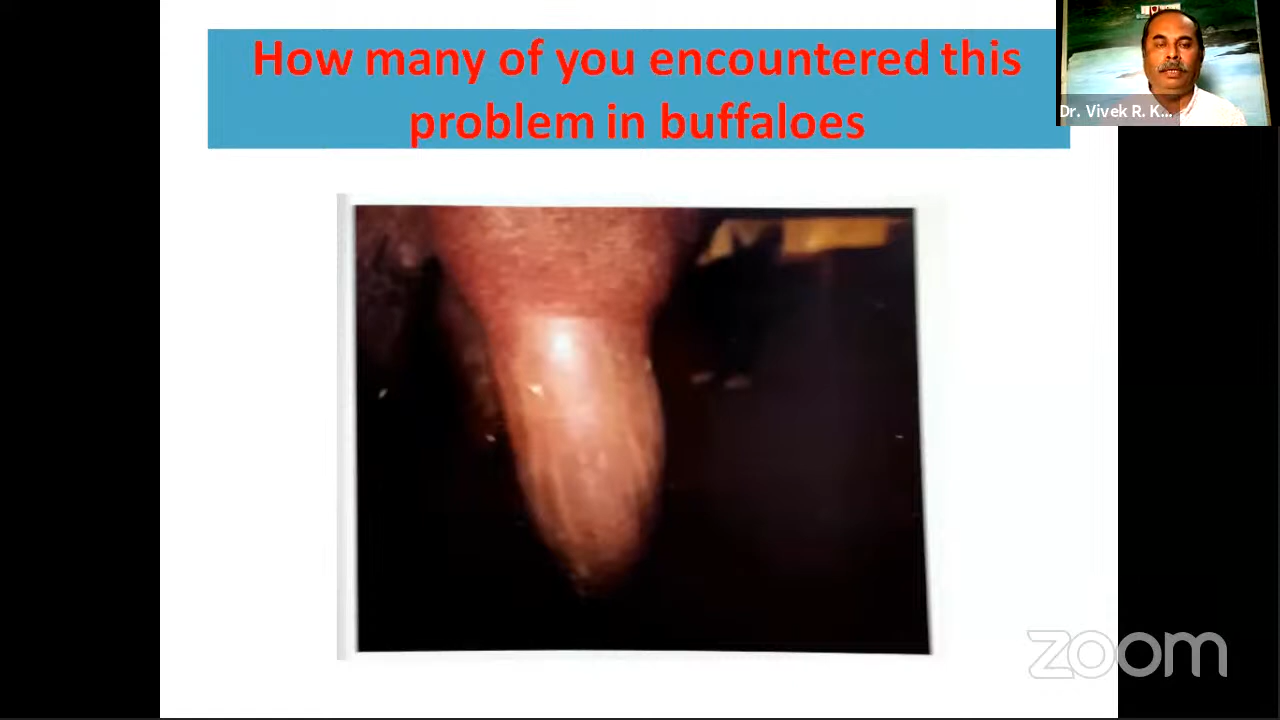 How many of you encountered this
problem in buffaloes
Dr. Vivek R. K...
zoom